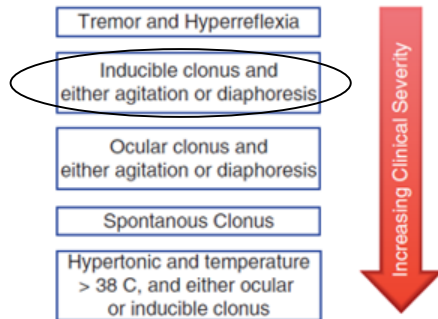 Tremor and Hyperreflexia
Inducible clonus and
either agitation or diaphoresis
Ocular clonus and
either agitation or diaphoresis
Spontanous Clonus
Hypertonic and temperature
> 38 C, and either ocular
or inducible clonus
Increasing Clinical Severity